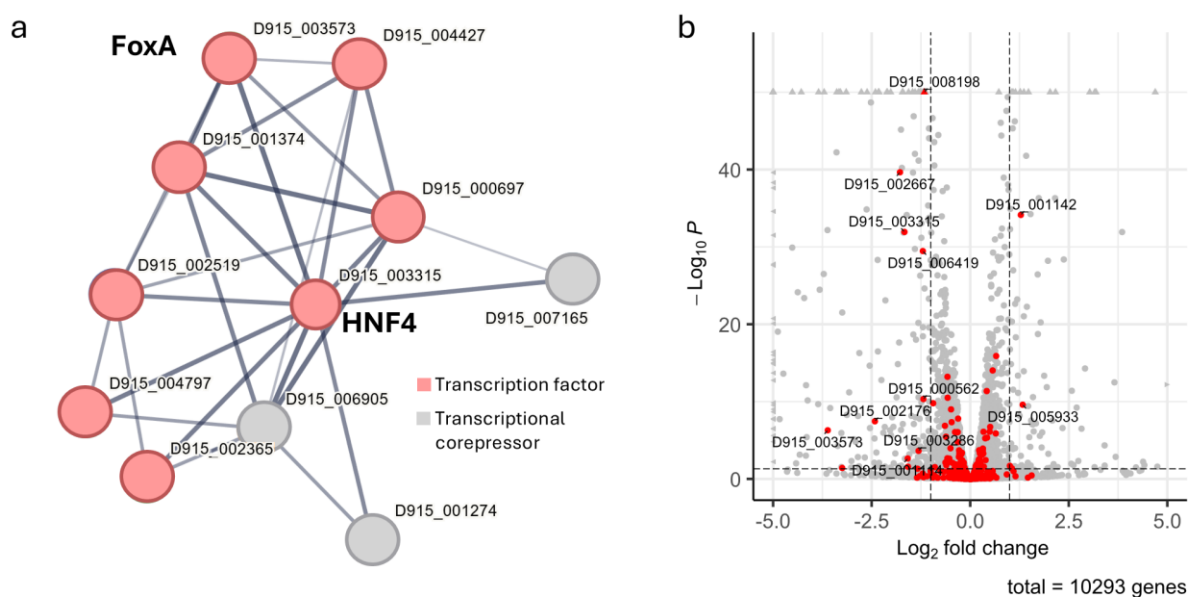 a
FoxA
D915_003573
D915_004427
D915_001374
D915_000697
D915_002519
D915_003315
HNF4
D915_007165
D915_004797
D915_006905
D915_002365
D915_001274
Transcription factor
Transcriptional
corepressor
b
D915_008198
D915_002667
D915_001142
D915_003315
D915_006419
D915_000562
D915_002176
D915_005933
D915_003573
D915_003286
D915_001144
– Log10 P
40
20
0
-5.0 -2.5 0.0 2.5 5.0
Log2 fold change
total = 10293 genes